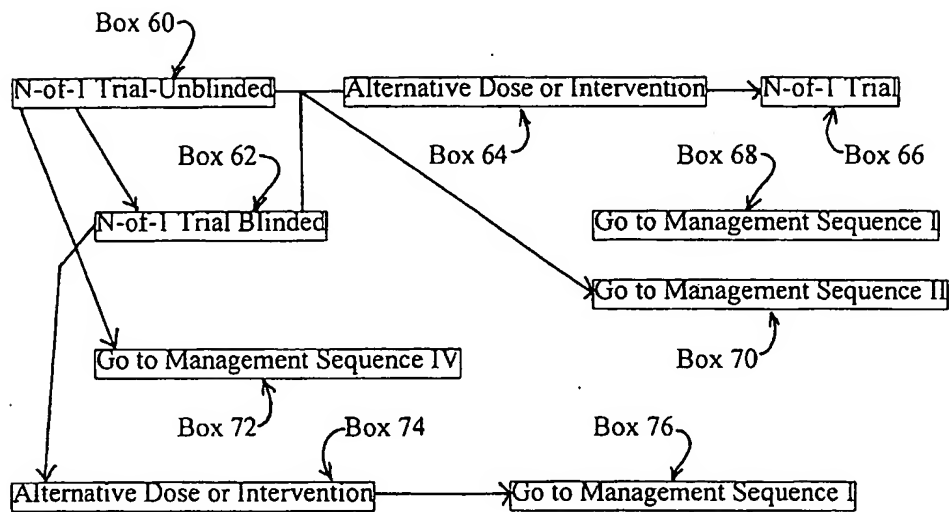 Box 60
N-of-1 Trial-Unblinded
Alternative Dose or Intervention
N-of-1 Trial
Box 62
Box 64
Box 68
Box 66
N-of-1 Trial Blinded
Go to Management Sequence I
Go to Management Sequence II
Go to Management Sequence IV
Box 70
Box 72
Box 74
Box 76
Alternative Dose or Intervention
Go to Management Sequence I